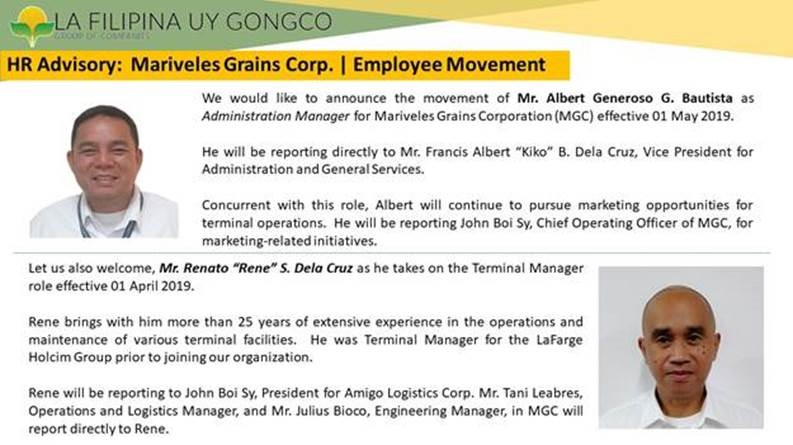 LA FILIPINA UY GONGCO
GROUP OF COMPANIES
HR Advisory: Mariveles Grains Corp. | Employee Movement
We would like to announce the movement of Mr. Albert Generoso G. Bautista as
Administration Manager for Mariveles Grains Corporation (MGC) effective 01 May 2019.
He will be reporting directly to Mr. Francis Albert “Kiko” B. Dela Cruz, Vice President for
Administration and General Services.
Concurrent with this role, Albert will continue to pursue marketing opportunities for
terminal operations. He will be reporting John Boi Sy, Chief Operating Officer of MGC, for
marketing-related initiatives.
Let us also welcome, Mr. Renato “Rene” S. Dela Cruz as he takes on the Terminal Manager
role effective 01 April 2019.
Rene brings with him more than 25 years of extensive experience in the operations and
maintenance of various terminal facilities. He was Terminal Manager for the LaFarge
Holcim Group prior to joining our organization.
Rene will be reporting to John Boi Sy, President for Amigo Logistics Corp. Mr. Tani Leabres,
Operations and Logistics Manager, and Mr. Julius Bioco, Engineering Manager, in MGC will
report directly to Rene.